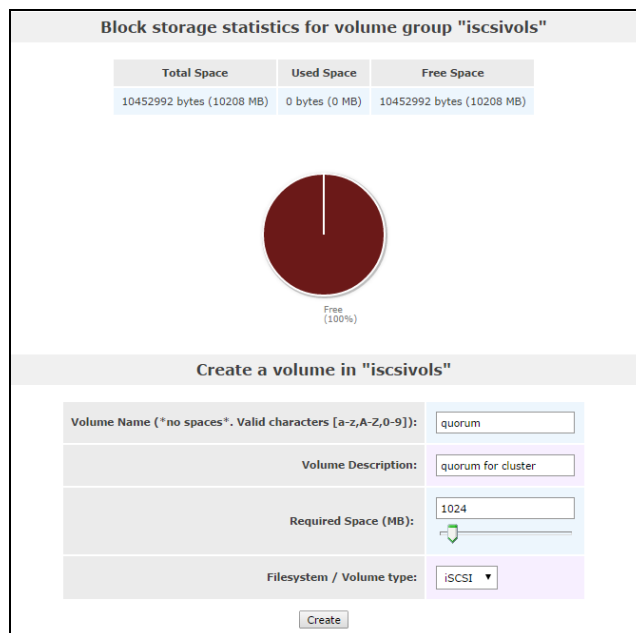 Block storage statistics for volume group "iscsivols"
Total Space Used Space Free Space
10452992 bytes (10208 MB) 0 bytes (0 MB) 10452992 bytes (10208 MB)
Free
(100%)
Create a volume in "iscsivols"
Volume Name (*no spaces*. Valid characters [a-z,A-Z,0-9]): quorum
Volume Description: quorum for cluster
Required Space (MB): 1024
Filesystem / Volume type: iSCSI
Create